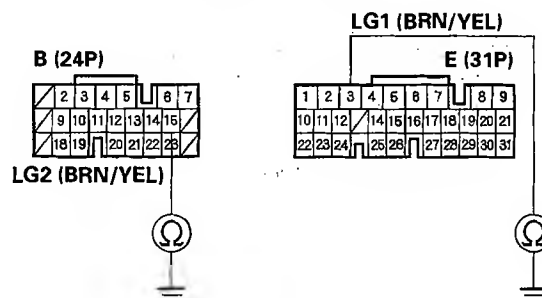 LG1 (BRN/YEL)
B (24P)
E (31P)
2 3 4 5 6 7
9 10 11 12 13 14 15
18 19 20 21 22 23
1 2 3 4 5 6 7 8 9
10 11 12 14 15 16 17 18 19 20 21
22 23 24 25 26 27 28 29 30 31
LG2 (BRN/YEL)
Ω
Ω